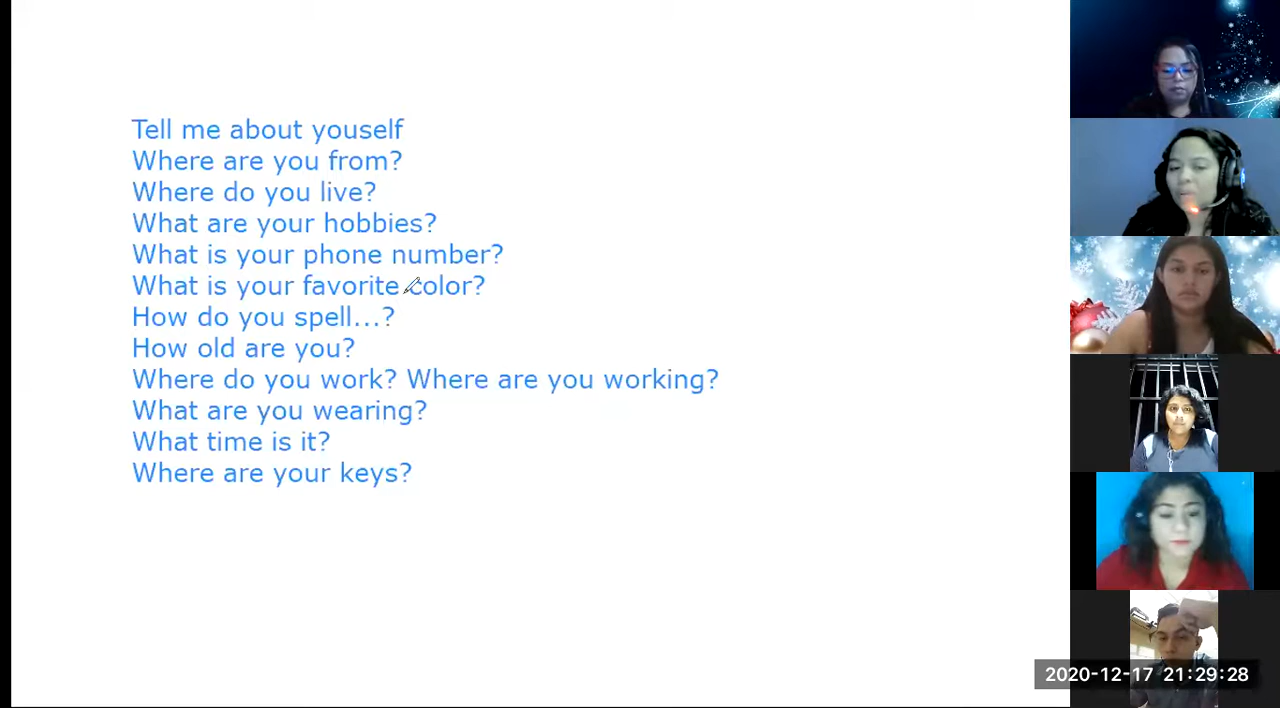 Tell me about youself
Where are you from?
Where do you live?
What are your hobbies?
What is your phone number?
What is your favorite color?
How do you spell...?
How old are you?
Where do you work? Where are you working?
What are you wearing?
What time is it?
Where are your keys?
2020-12-17 21:29:28